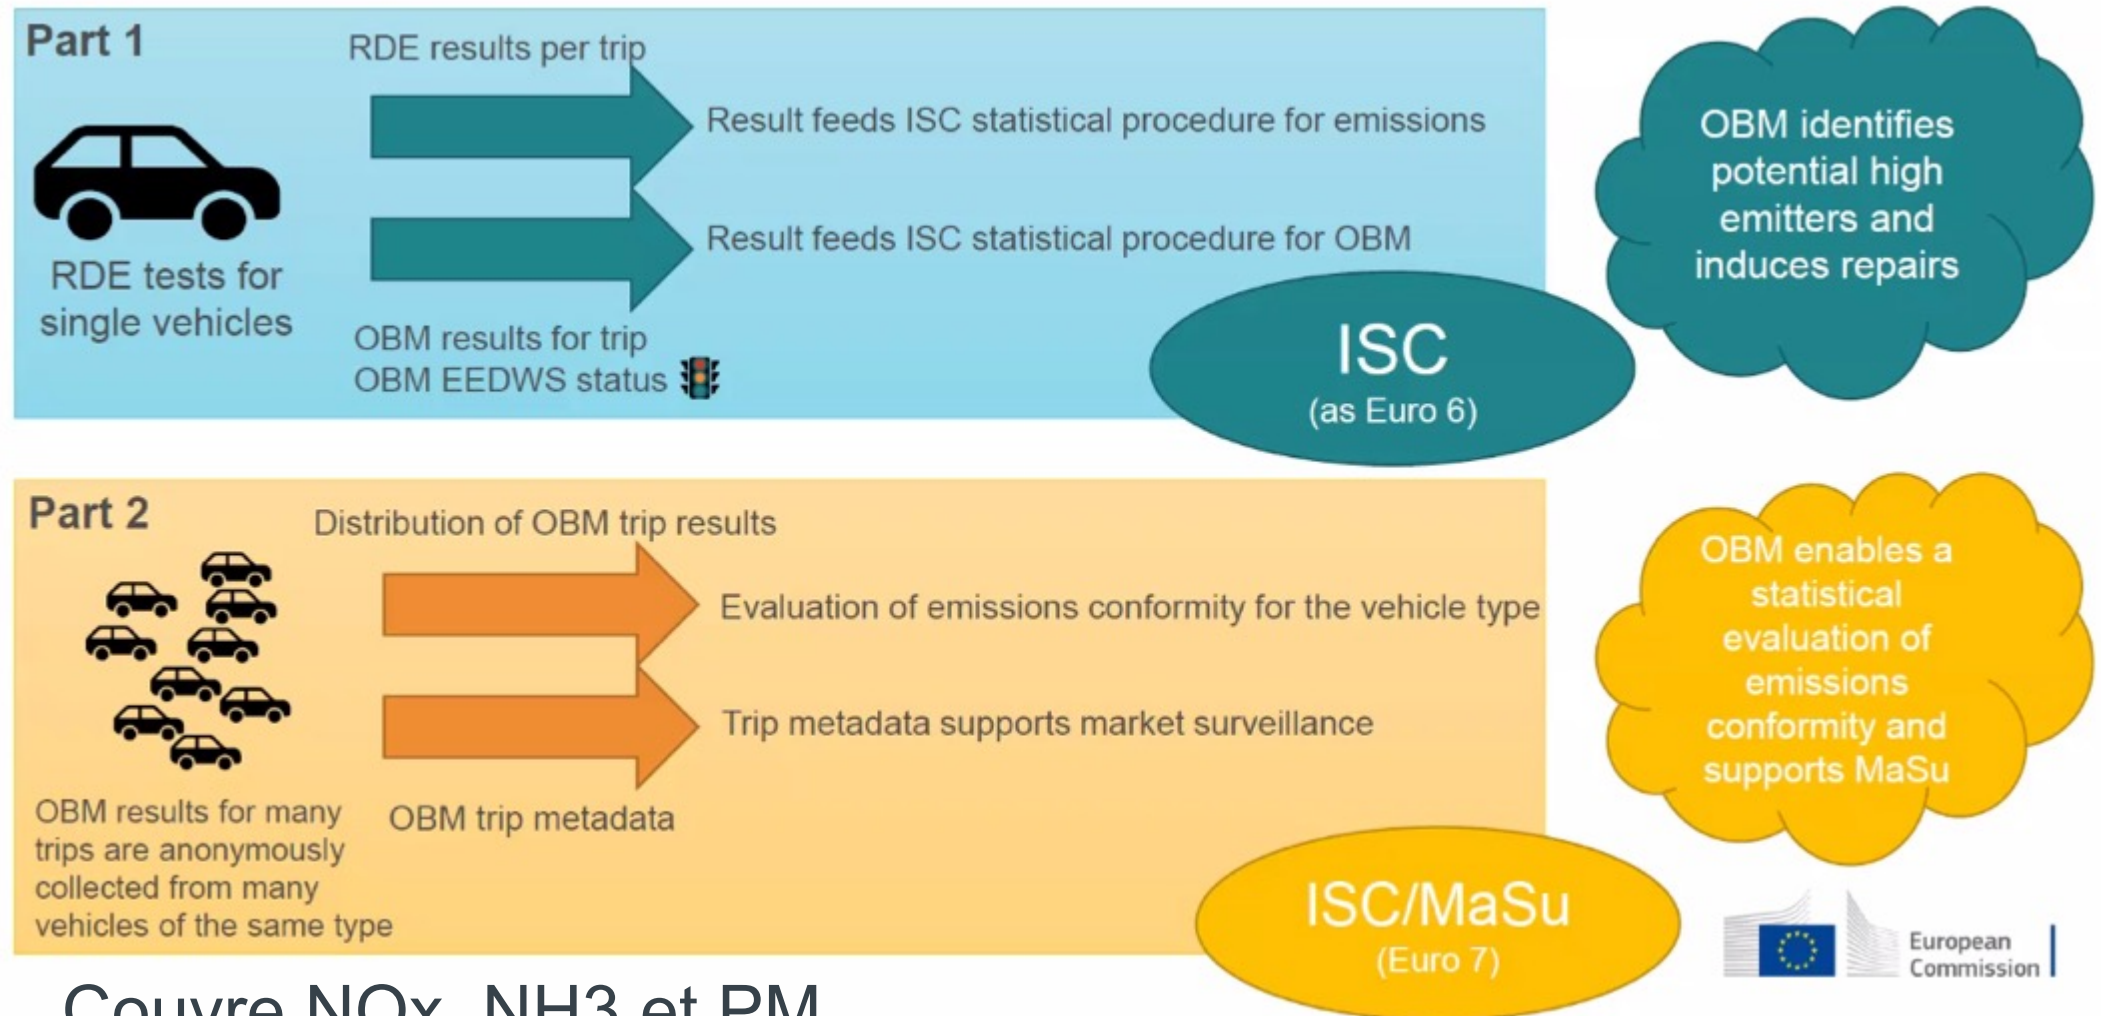 Part 1
RDE results per trip
Result feeds ISC statistical procedure for emissions
Result feeds ISC statistical procedure for OBM
RDE tests for
single vehicles
OBM results for trip
OBM EEDWS status
ISC
(as Euro 6)
OBM identifies
potential high
emitters and
induces repairs
Part 2
Distribution of OBM trip results
Evaluation of emissions conformity for the vehicle type
Trip metadata supports market surveillance
OBM trip metadata
OBM results for many
trips are anonymously
collected from many
vehicles of the same type
ISC/MaSu
(Euro 7)
OBM enables a
statistical
evaluation of
emissions
conformity and
supports MaSu
European
Commission
Couvre NOx, NH3 et PM